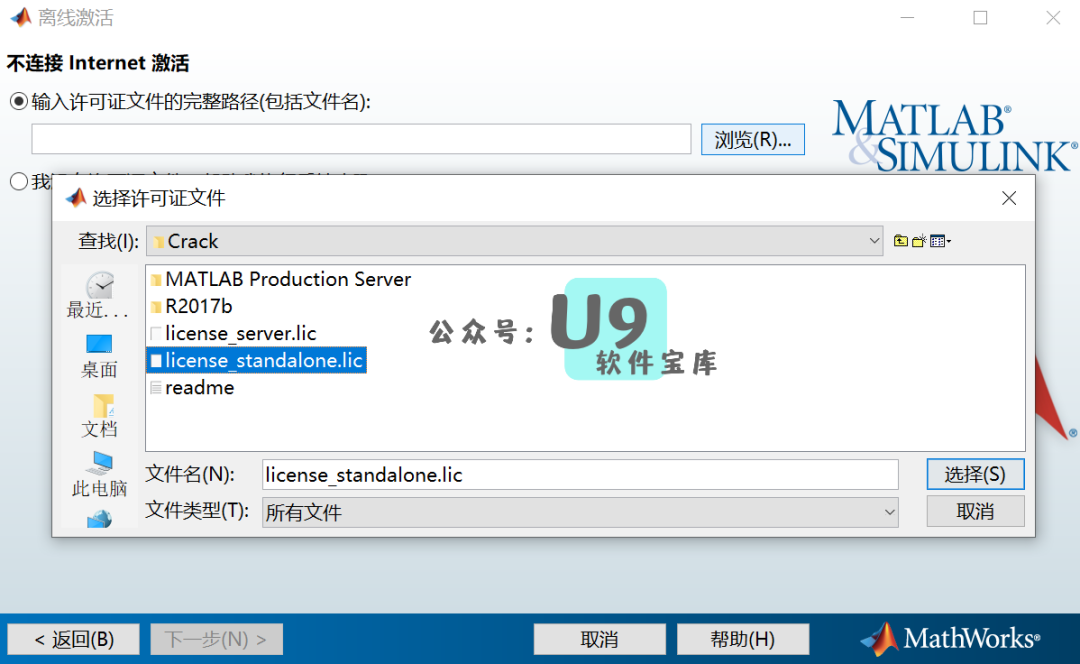 离线激活
不连接 Internet 激活
输入许可证文件的完整路径(包括文件名):
浏览(R)...
MATLAB®
&SIMULINK®
我
选择许可证文件
查找(I):
Crack
最近...
桌面
文档
此电脑
MATLAB Production Server
R2017b
license_server.lic
license_standalone.lic
readme
公众号:
U9
软件宝库
文件名(N):
license_standalone.lic
选择(S)
文件类型(T):
所有文件
取消
®
< 返回(B)
下一步(N) >
取消
帮助(H)
MathWorks®